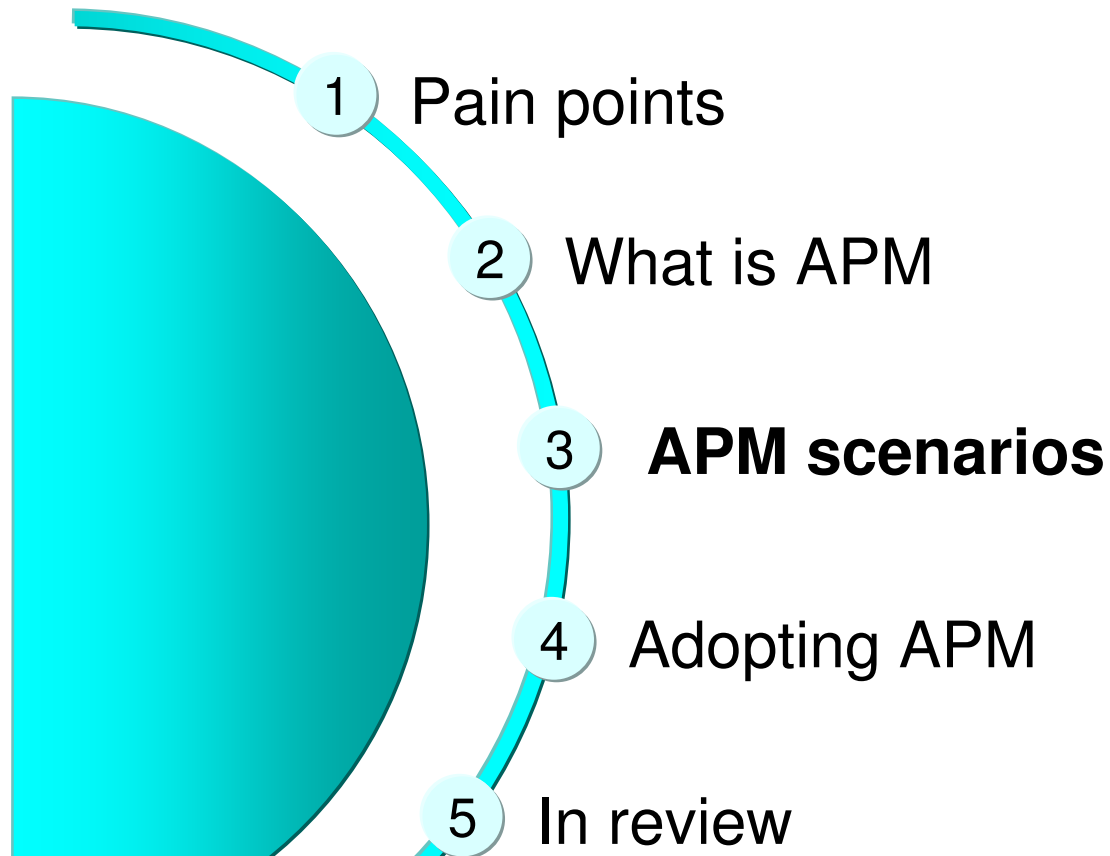 1 Pain points
2 What is APM
3 APM scenarios
4 Adopting APM
5 In review